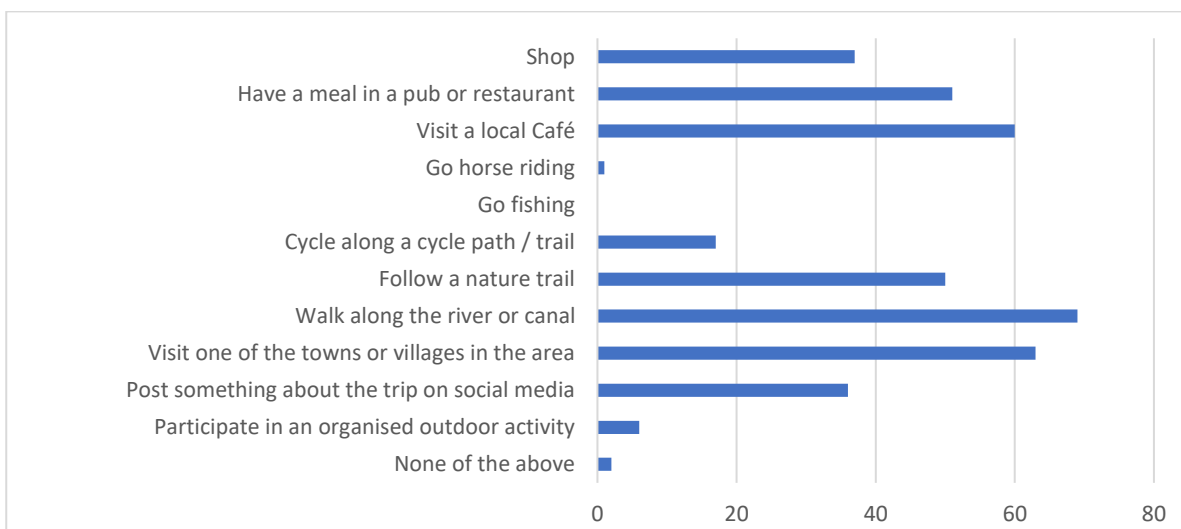 Shop
Have a meal in a pub or restaurant
Visit a local Café
Go horse riding
Go fishing
Cycle along a cycle path / trail
Follow a nature trail
Walk along the river or canal
Visit one of the towns or villages in the area
Post something about the trip on social media
Participate in an organised outdoor activity
None of the above
0 20 40 60 80